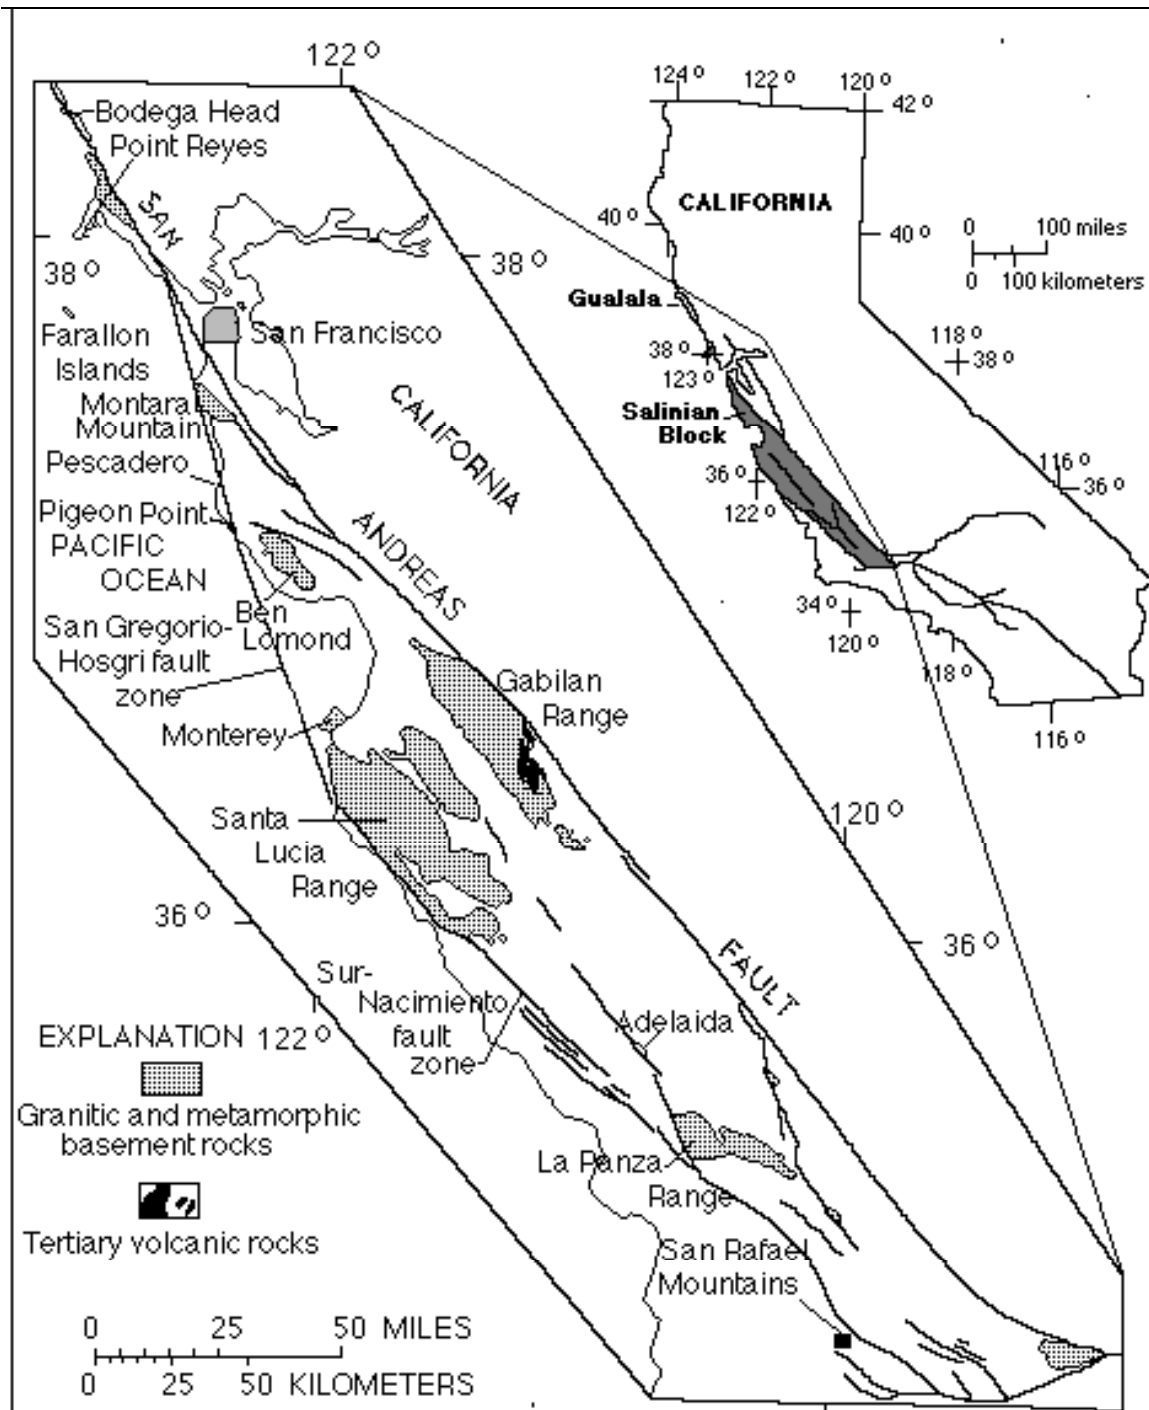 122 o
Bodega Head
Point Reyes
SAN
38 o
38 o
Farallon
Islands
San Francisco
Montara
Mountain
CALIFORNIA
Pescadero
Pigeon Point
PACIFIC
OCEAN
ANDREAS
Ben
Lomond
San Gregorio-
Hosgri fault
zone
Gabilan
Range
Monterey
Santa
Lucia
Range
120 o
36 o
36 o
FAULT
Sur-
Nacimiento
fault
zone
122 o
Adelaida
La Panza
Range
San Rafael
Mountains
EXPLANATION
Granitic and metamorphic
basement rocks
Tertiary volcanic rocks
0 25 50 MILES
0 25 50 KILOMETERS
124 o
122 o
120 o
42 o
CALIFORNIA
40 o
40 o
0 100 miles
0 100 kilometers
Gualala
38 o
123 o
118 o
38 o
Salinian
Block
36 o
122 o
116 o
36 o
34 o
120 o
118 o
116 o